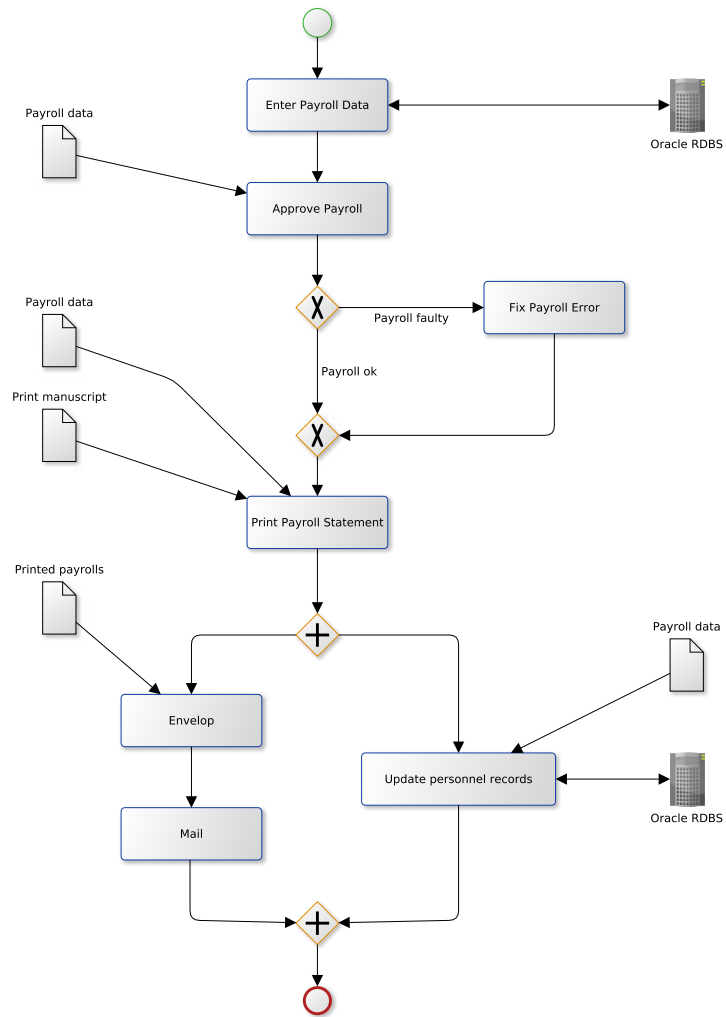 Enter Payroll Data
Oracle RDBS
Payroll data
Approve Payroll
Payroll data
Fix Payroll Error
Payroll faulty
Payroll ok
Print manuscript
Print Payroll Statement
Printed payrolls
Payroll data
Envelop
Update personnel records
Oracle RDBS
Mail